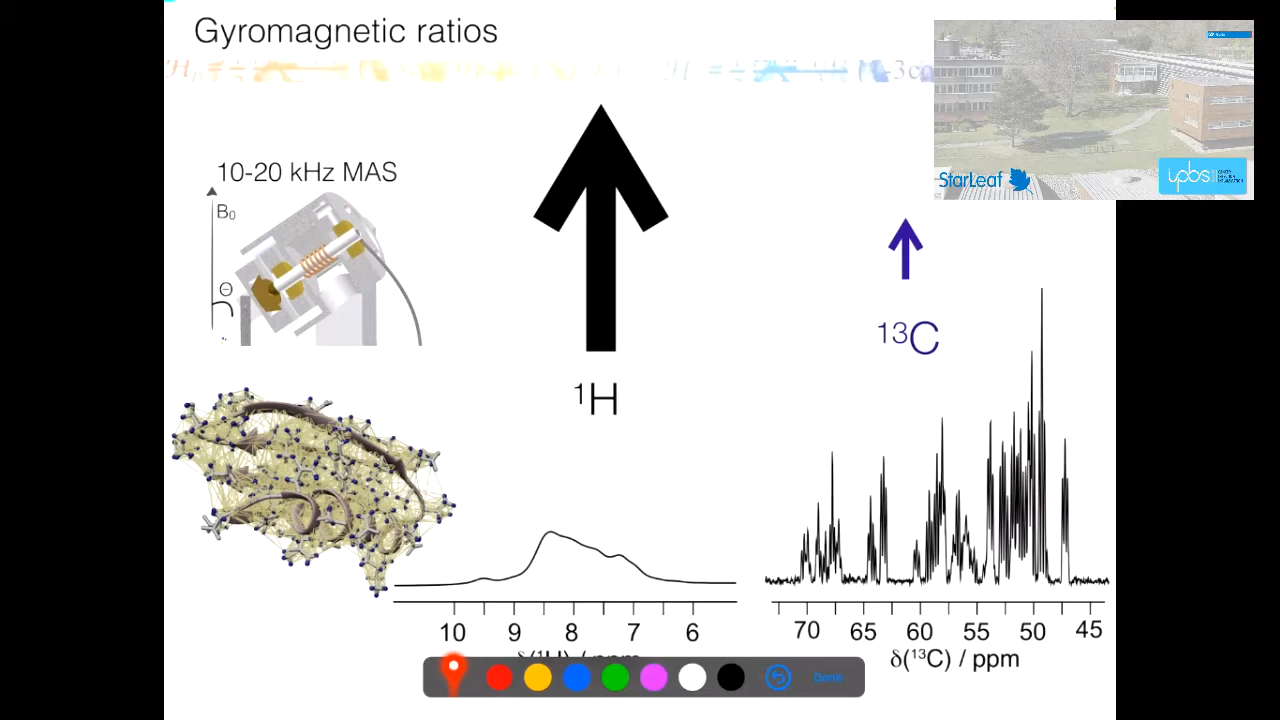 Gyromagnetic ratios
10-20 kHz MAS
B₀
Θ
¹H
¹³C
10 9 8 7 6
70 65 60 55 50 45
δ(¹³C) / ppm
Done
StarLeaf
ipbs